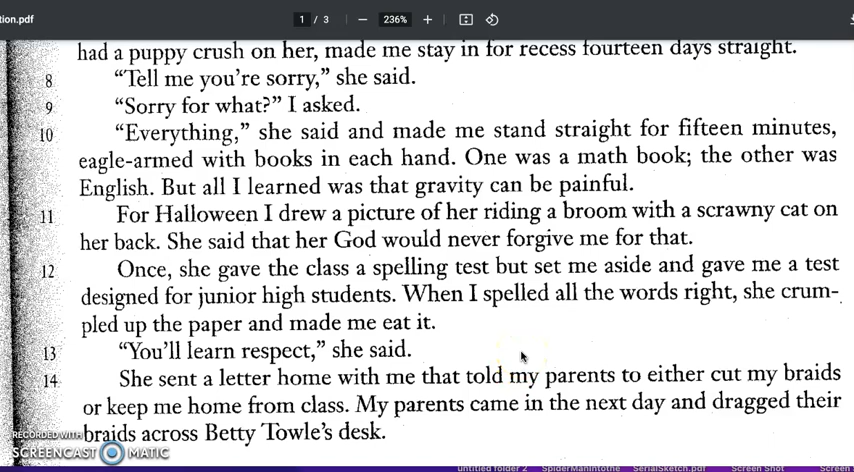 tion.pdf 1 / 3 — 236% +
had a puppy crush on her, made me stay in for recess fourteen days straight.
8 “Tell me you’re sorry,” she said.
9 “Sorry for what?” I asked.
10 “Everything,” she said and made me stand straight for fifteen minutes,
eagle-armed with books in each hand. One was a math book; the other was
English. But all I learned was that gravity can be painful.
11 For Halloween I drew a picture of her riding a broom with a scrawny cat on
her back. She said that her God would never forgive me for that.
12 Once, she gave the class a spelling test but set me aside and gave me a test
designed for junior high students. When I spelled all the words right, she crum-
pled up the paper and made me eat it.
13 “You’ll learn respect,” she said.
14 She sent a letter home with me that told my parents to either cut my braids
or keep me home from class. My parents came in the next day and dragged their
braids across Betty Towle’s desk.
RECORDED WITH
SCREENCAST MATIC
untitled folder 2 SpiderManIntothe SerialSketch.pdf Screen Shot Screen